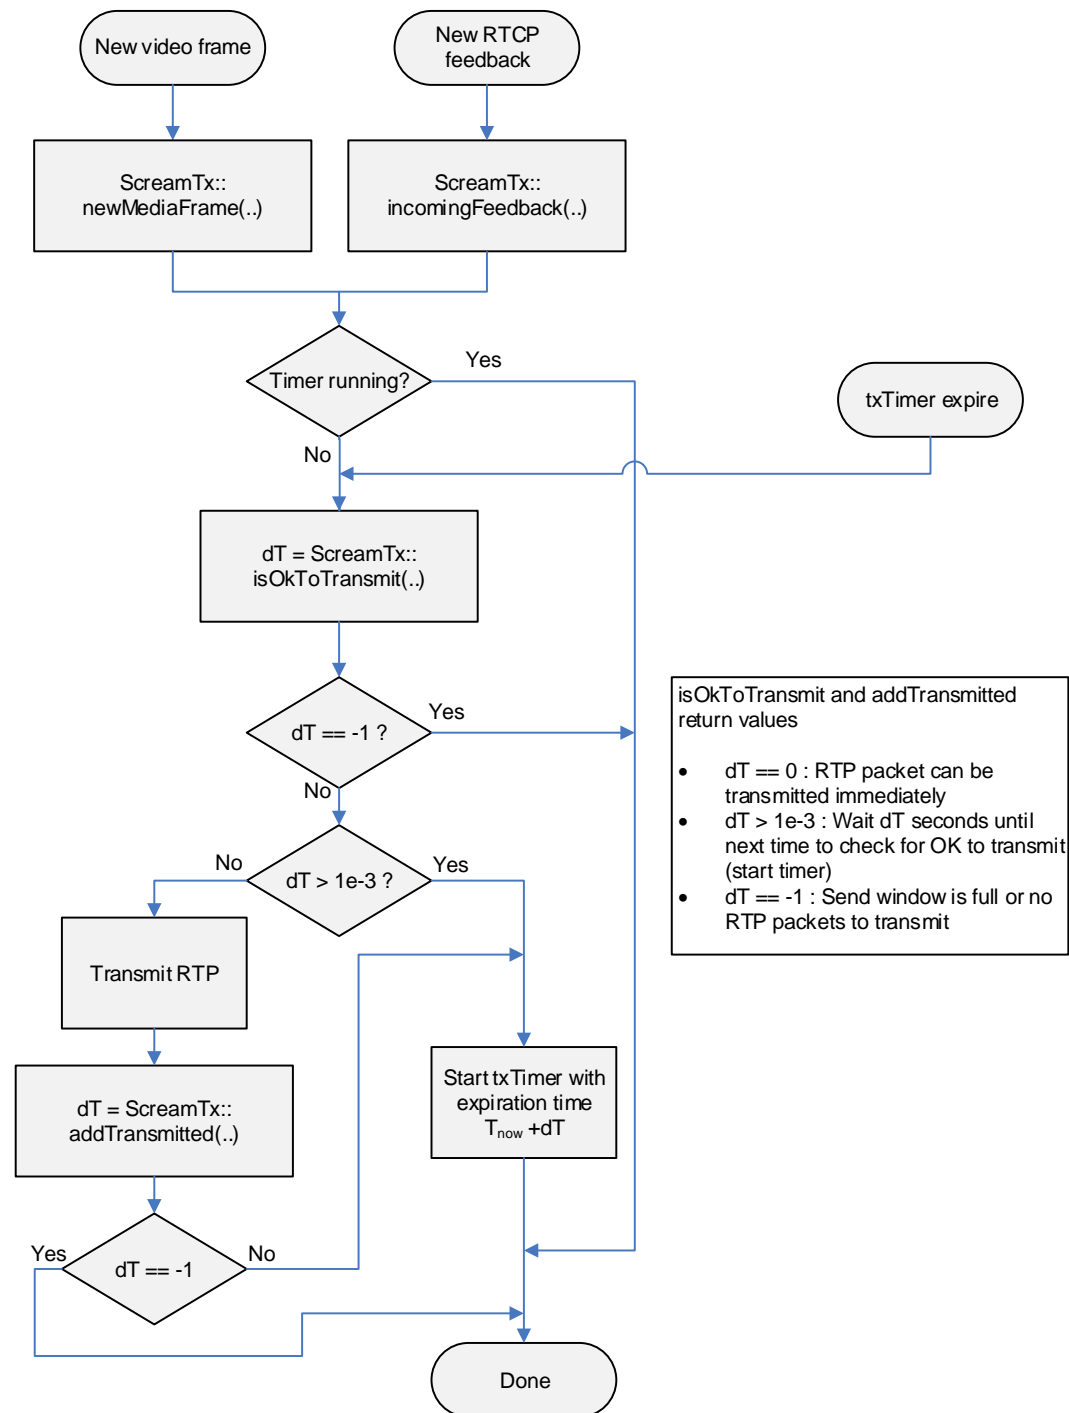 New video frame
New RTCP
feedback
ScreamTx::
newMediaFrame(..)
ScreamTx::
incomingFeedback(..)
Timer running?
Yes
No
txTimer expire
dT = ScreamTx::
isOkToTransmit(..)
dT == -1 ?
Yes
No
isOkToTransmit and addTransmitted
return values
• dT == 0 : RTP packet can be
transmitted immediately
• dT > 1e-3 : Wait dT seconds until
next time to check for OK to transmit
(start timer)
• dT == -1 : Send window is full or no
RTP packets to transmit
dT > 1e-3 ?
No
Yes
Transmit RTP
dT = ScreamTx::
addTransmitted(..)
Start txTimer with
expiration time
Tnow +dT
dT == -1
Yes
No
Done